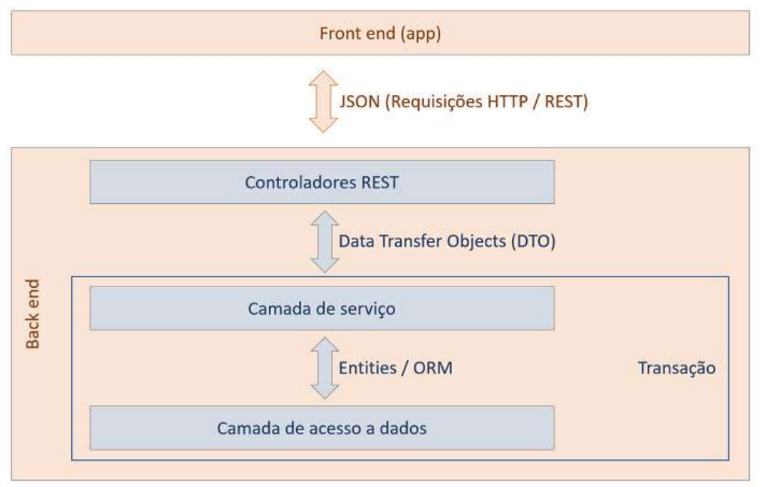 Front end (app)
JSON (Requisições HTTP / REST)
Controladores REST
Data Transfer Objects (DTO)
Back end
Camada de serviço
Entities / ORM
Transação
Camada de acesso a dados